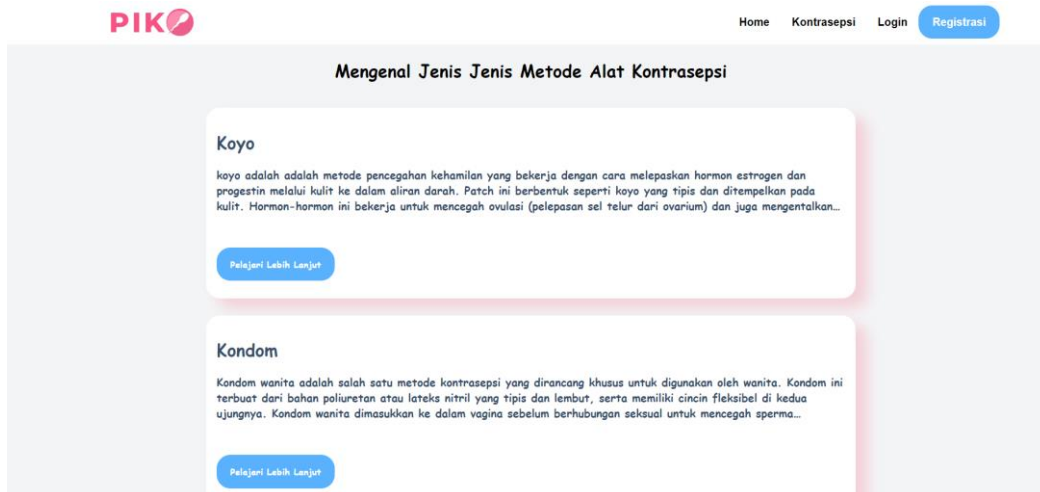 PIKO
Home Kontrasepsi Login Registrasi
Mengenal Jenis Jenis Metode Alat Kontrasepsi
Koyo
koyo adalah adalah metode pencegahan kehamilan yang bekerja dengan cara melepaskan hormon estrogen dan
progestin melalui kulit ke dalam aliran darah. Patch ini berbentuk seperti koyo yang tipis dan ditempelkan pada
kulit. Hormon-hormon ini bekerja untuk mencegah ovulasi (pelepasan sel telur dari ovarium) dan juga mengentalkan...
Pelajari Lebih Lanjut
Kondom
Kondom wanita adalah salah satu metode kontrasepsi yang dirancang khusus untuk digunakan oleh wanita. Kondom ini
terbuat dari bahan poliuretan atau lateks nitril yang tipis dan lembut, serta memiliki cincin fleksibel di kedua
ujungnya. Kondom wanita dimasukkan ke dalam vagina sebelum berhubungan seksual untuk mencegah sperma...
Pelajari Lebih Lanjut